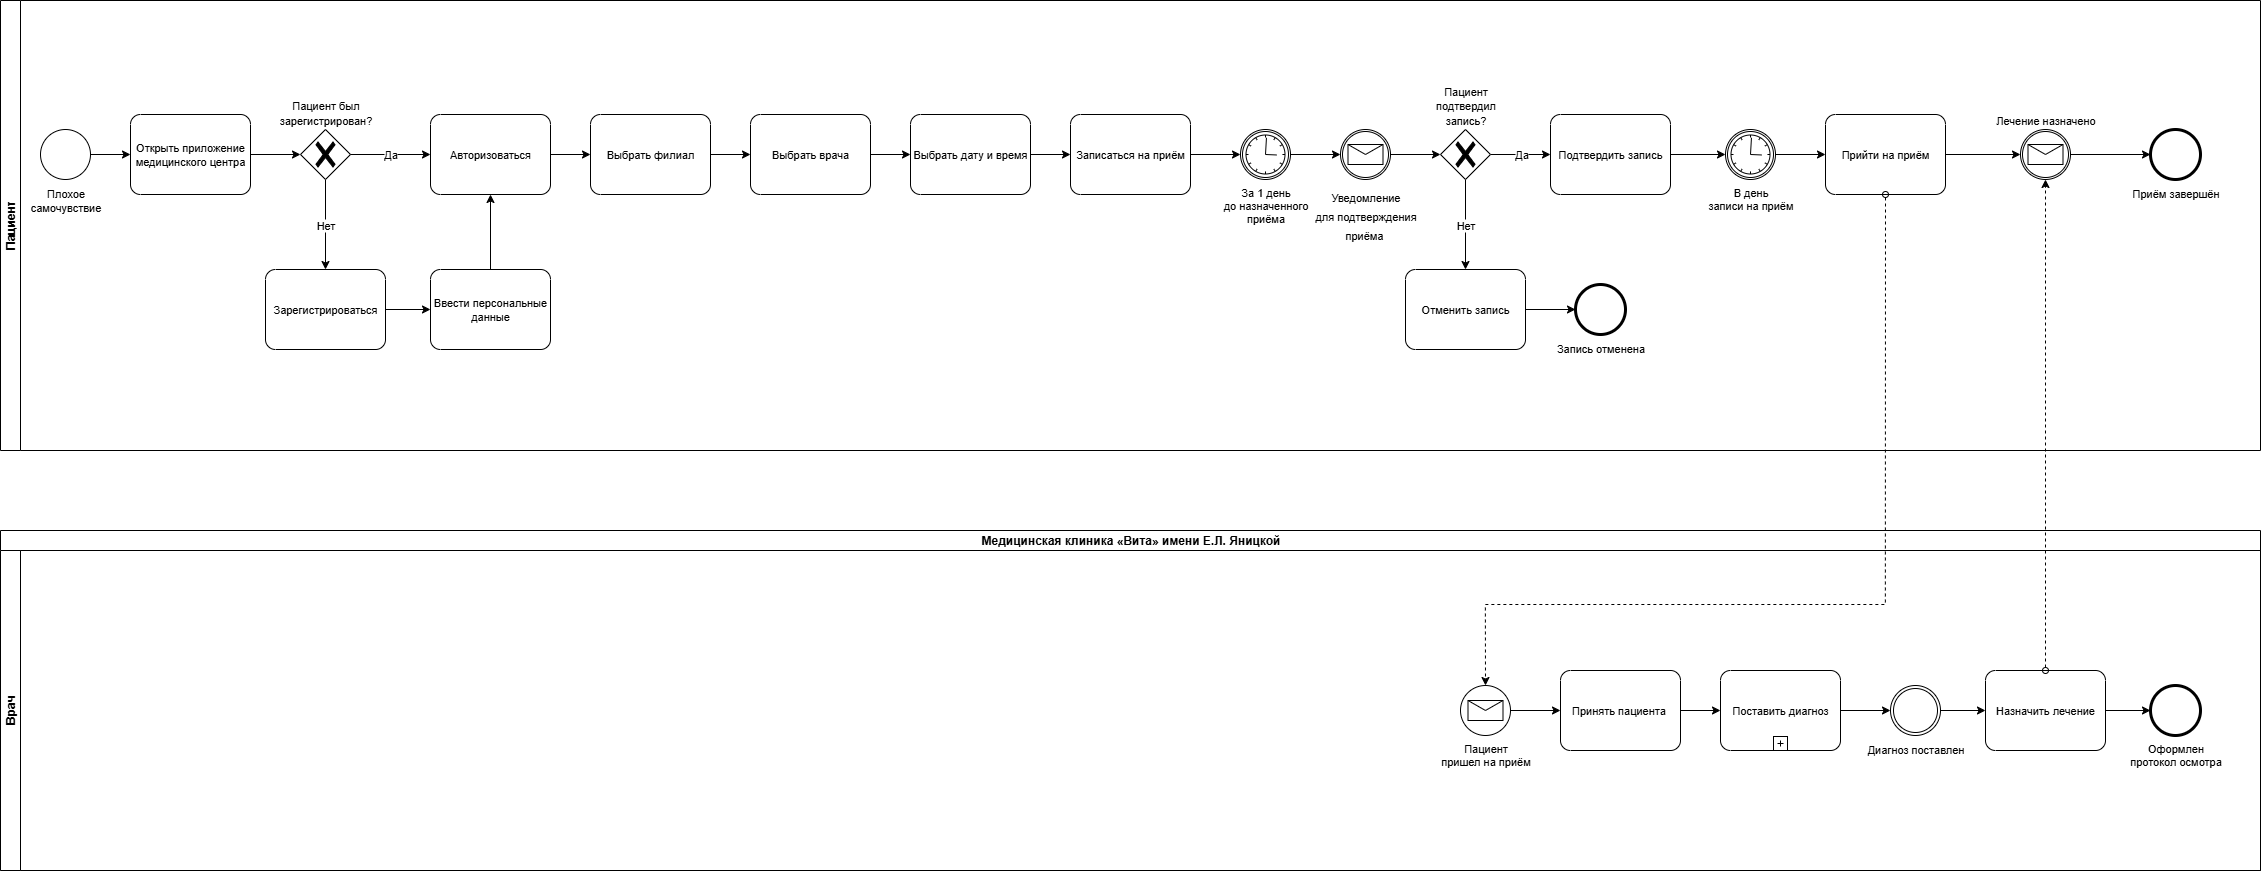 Пациент
Плохое
самочувствие
Открыть приложение
медицинского центра
Пациент был
зарегистрирован?
Да
Нет
Зарегистрироваться
Ввести персональные
данные
Авторизоваться
Выбрать филиал
Выбрать врача
Выбрать дату и время
Записаться на приём
За 1 день
до назначенного
приёма
Уведомление
для подтверждения
приёма
Пациент
подтвердил
запись?
Да
Нет
Отменить запись
Запись отменена
Подтвердить запись
В день
записи на приём
Прийти на приём
Лечение назначено
Приём завершён
Медицинская клиника «Вита» имени Е.Л. Яницкой
Врач
Пациент
пришел на приём
Принять пациента
Поставить диагноз
Диагноз поставлен
Назначить лечение
Оформлен
протокол осмотра